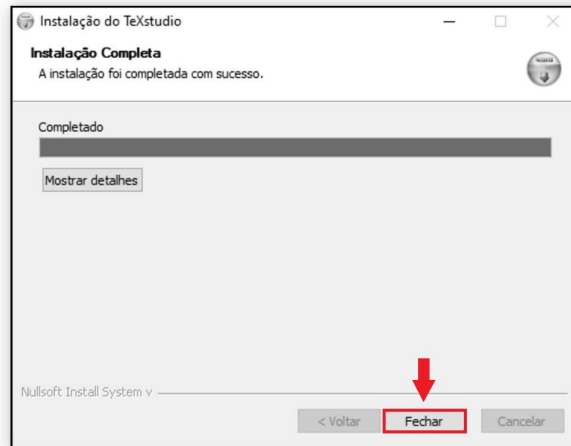 Instalação do TeXstudio
Instalação Completa
A instalação foi completada com sucesso.
Completado
Mostrar detalhes
Nullsoft Install System v
< Voltar
Fechar
Cancelar